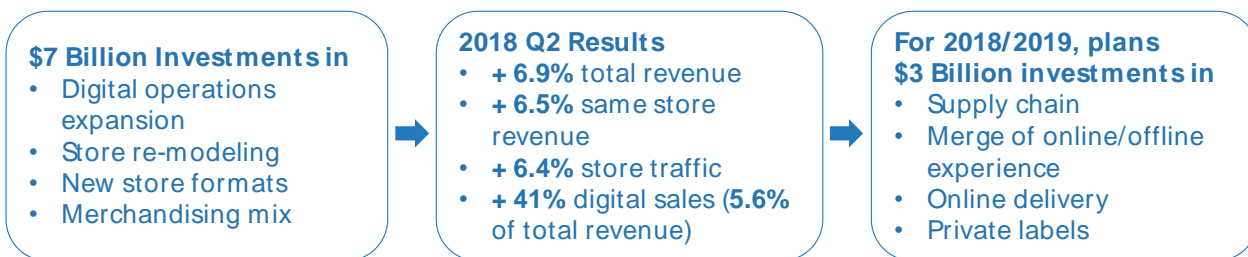 $7 Billion Investments in
• Digital operations
expansion
• Store re-modeling
• New store formats
• Merchandising mix
2018 Q2 Results
• + 6.9% total revenue
• + 6.5% same store
revenue
• + 6.4% store traffic
• + 41% digital sales (5.6%
of total revenue)
For 2018/2019, plans
$3 Billion investments in
• Supply chain
• Merge of online/offline
experience
• Online delivery
• Private labels